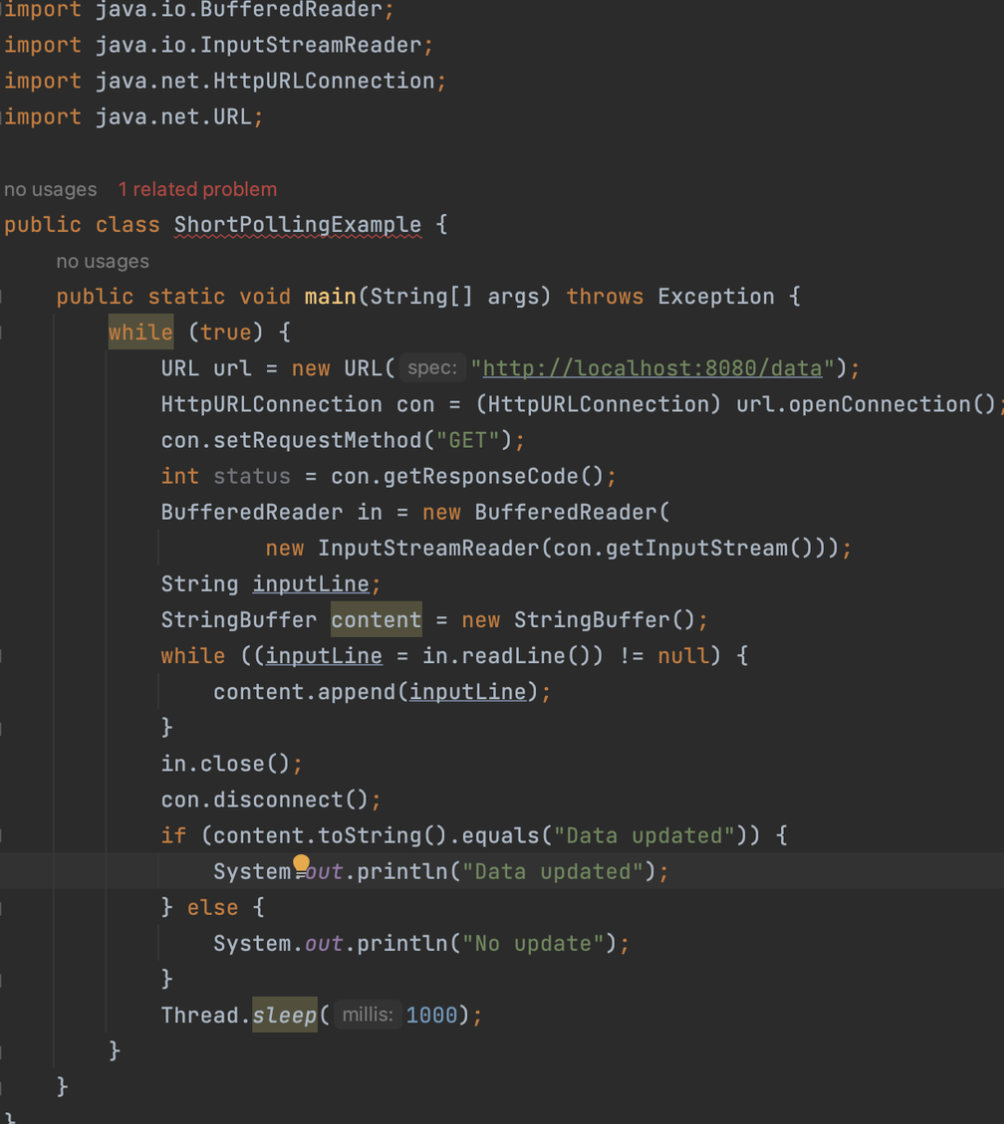 import java.io.BufferedReader;
import java.io.InputStreamReader;
import java.net.HttpURLConnection;
import java.net.URL;
no usages 1 related problem
public class ShortPollingExample {
no usages
public static void main(String[] args) throws Exception {
while (true) {
URL url = new URL( spec: "http://localhost:8080/data");
HttpURLConnection con = (HttpURLConnection) url.openConnection();
con.setRequestMethod("GET");
int status = con.getResponseCode();
BufferedReader in = new BufferedReader(
new InputStreamReader(con.getInputStream()));
String inputLine;
StringBuffer content = new StringBuffer();
while ((inputLine = in.readLine()) != null) {
content.append(inputLine);
}
in.close();
con.disconnect();
if (content.toString().equals("Data updated")) {
System.out.println("Data updated");
} else {
System.out.println("No update");
}
Thread.sleep( millis: 1000);
}
}
}